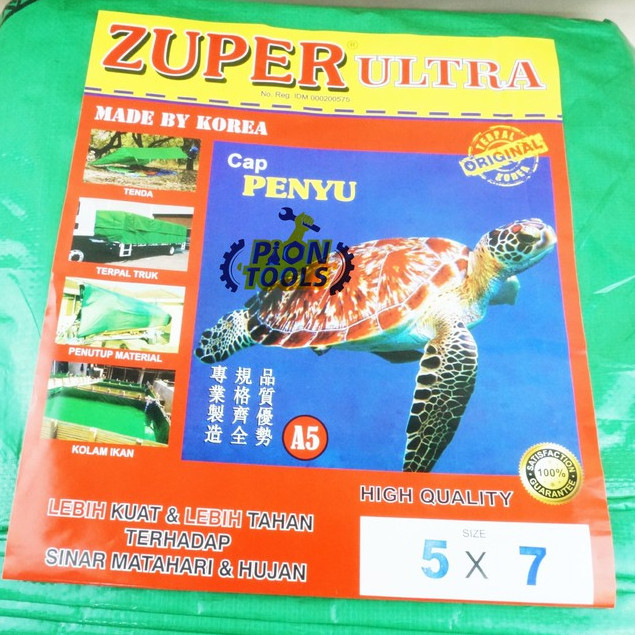 ZUPER® ULTRA
No. Reg. IDM 000200575
MADE BY KOREA
TERPAL
ORIGINAL
KOREA
Cap
PENYU
PiON
TOOLS
TENDA
TERPAL TRUK
PENUTUP MATERIAL
KOLAM IKAN
品質優勢
規格齊全
專業製造
A5
SATISFACTION
100%
GUARANTEE
HIGH QUALITY
LEBIH KUAT & LEBIH TAHAN
TERHADAP
SINAR MATAHARI & HUJAN
SIZE
5 X 7